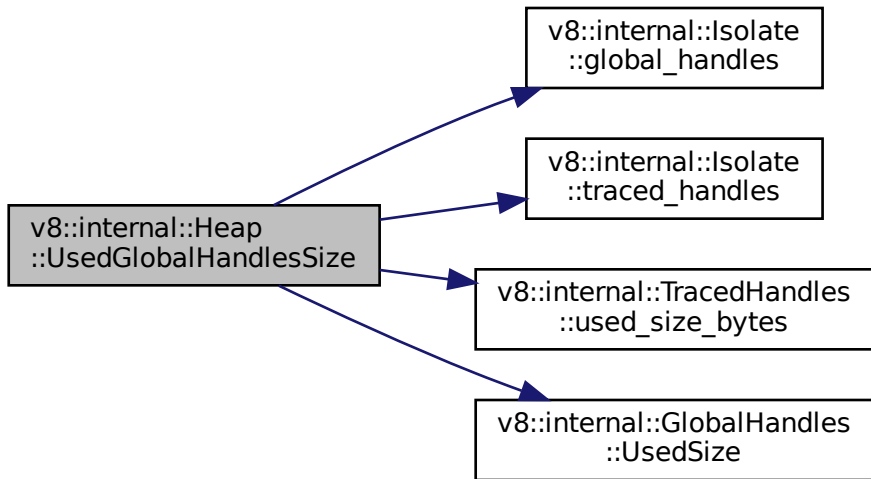 v8::internal::Isolate
::global_handles
v8::internal::Isolate
::traced_handles
v8::internal::Heap
::UsedGlobalHandlesSize
v8::internal::TracedHandles
::used_size_bytes
v8::internal::GlobalHandles
::UsedSize